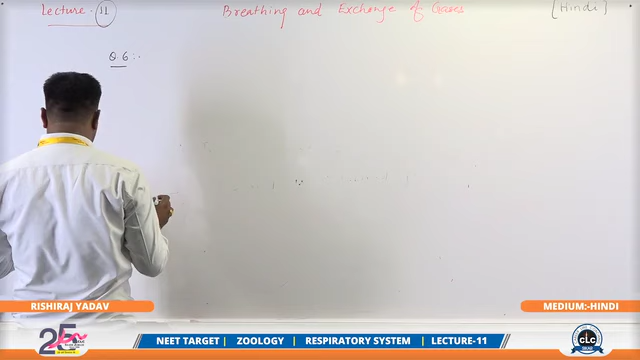 Lecture - 11
Breathing and Exchange of Gases
[Hindi]
Q.6:-
RISHIRAJ YADAV
MEDIUM:-HINDI
25
NEET TARGET | ZOOLOGY | RESPIRATORY SYSTEM | LECTURE-11
CLC